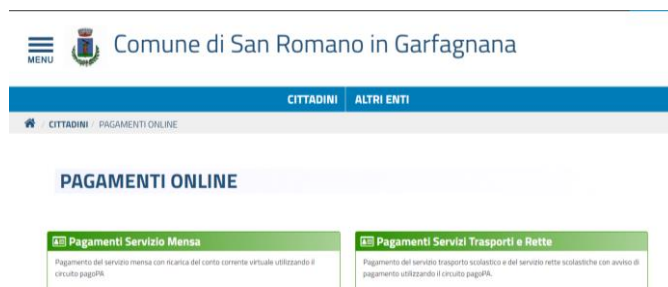 MENU
Comune di San Romano in Garfagnana
CITTADINI ALTRI ENTI
/ CITTADINI / PAGAMENTI ONLINE
PAGAMENTI ONLINE
Pagamenti Servizio Mensa
Pagamento del servizio mensa con ricarica del conto corrente virtuale utilizzando il
circuito pagoPA
Pagamenti Servizi Trasporti e Rette
Pagamento del servizio trasporto scolastico e del servizio rette scolastiche con avviso di
pagamento utilizzando il circuito pagoPA.